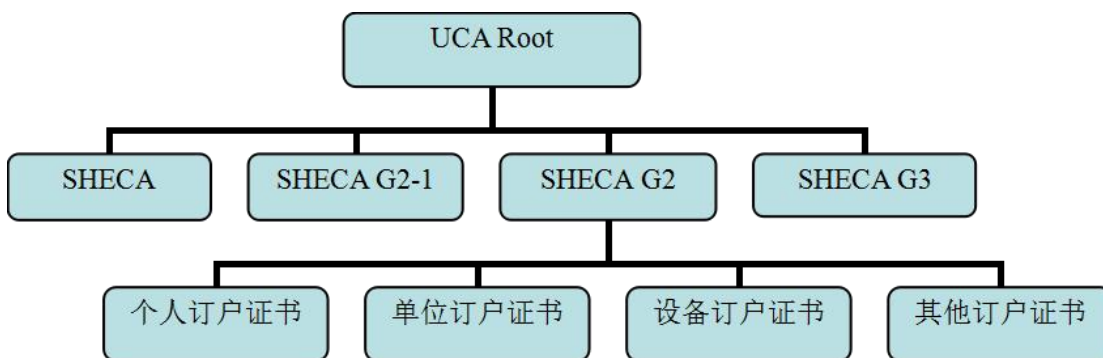 UCA Root
SHECA
SHECA G2-1
SHECA G2
SHECA G3
个人订户证书
单位订户证书
设备订户证书
其他订户证书